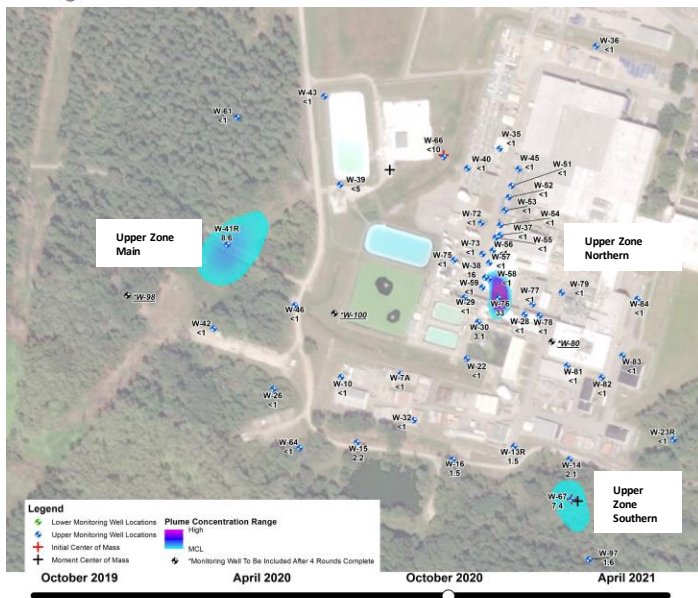 W-36
<1
W-43
<1
W-61
<1
W-66
<10
W-35
<1
W-40
<1
W-45
<1
W-51
<1
W-52
<1
W-39
<5
W-53
<1
W-54
<1
W-72
<1
W-37
<1
W-55
<1
W-41R
8.6
Upper Zone
Main
Upper Zone
Northern
W-56
<1
W-73
<1
W-57
<1
W-75
<1
W-38
16
W-58
<1
W-59
<1
W-79
<1
W-77
<1
*W-98
W-29
<1
W-76
33
W-84
<1
W-46
<1
*W-100
W-28
<1
W-78
<1
W-42
<1
W-30
3.1
*W-80
W-22
<1
W-83
<1
W-10
<1
W-7A
<1
W-81
<1
W-82
<1
W-26
<1
W-32
<1
W-23R
<1
W-64
<1
W-15
2.2
W-16
1.5
W-13R
1.5
W-14
2.1
W-67
7.4
Upper
Zone
Southern
W-97
1.6
Legend
Lower Monitoring Well Locations
Upper Monitoring Well Locations
Initial Center of Mass
Moment Center of Mass
Plume Concentration Range
High
MCL
*Monitoring Well To Be Included After 4 Rounds Complete
October 2019
April 2020
October 2020
April 2021